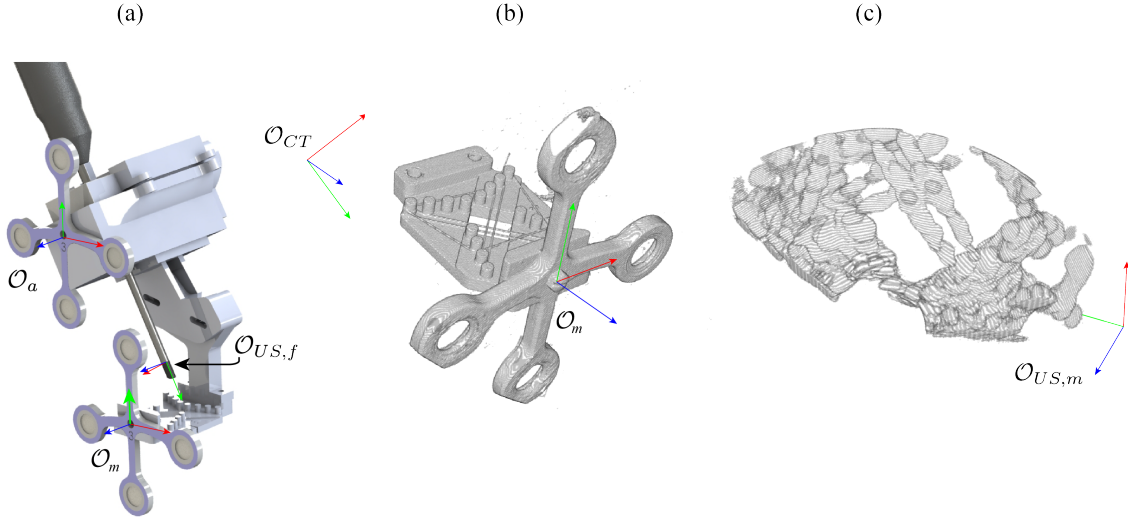 (a)
(b)
(c)
𝒪_{CT}
𝒪_a
𝒪_{US,f}
𝒪_m
𝒪_m
𝒪_{US,m}